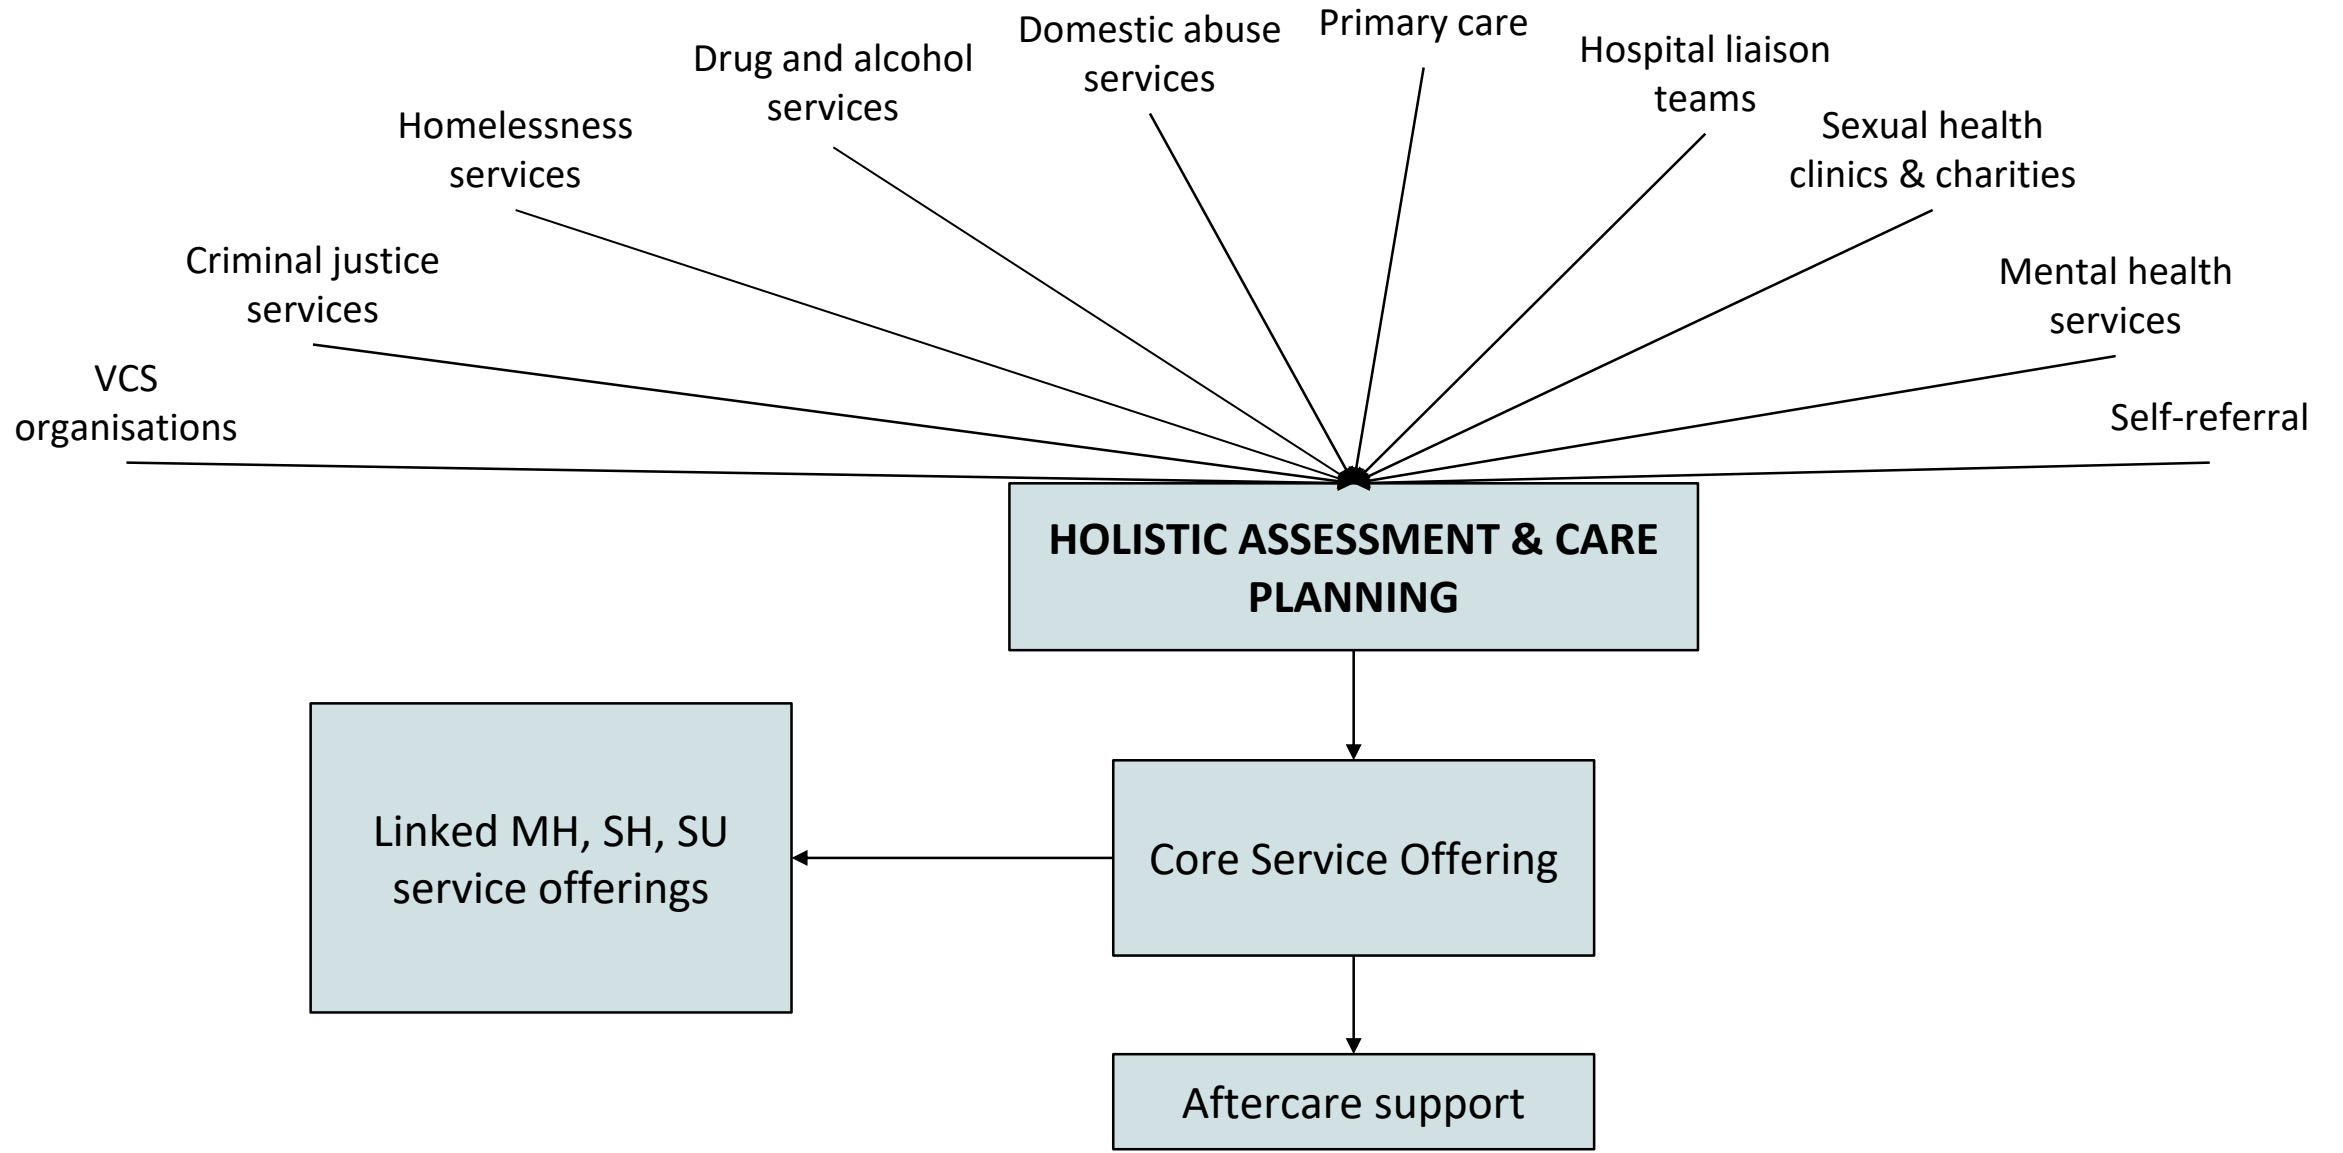 Primary care
Domestic abuse
services
Hospital liaison
teams
Drug and alcohol
services
Homelessness
services
Sexual health
clinics & charities
Criminal justice
services
Mental health
services
VCS
organisations
Self-referral
HOLISTIC ASSESSMENT & CARE
PLANNING
Linked MH, SH, SU
service offerings
Core Service Offering
Aftercare support